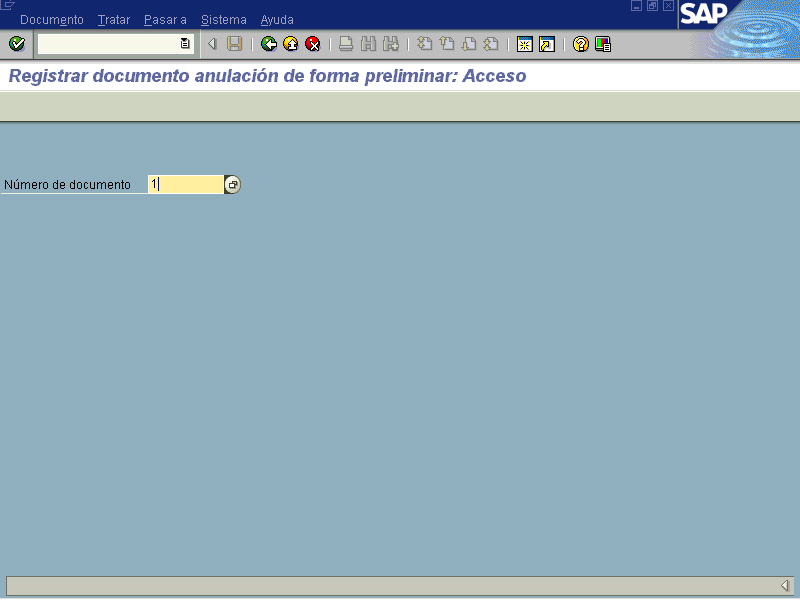 Documento Tratar Pasar a Sistema Ayuda
SAP
Registrar documento anulación de forma preliminar: Acceso
Número de documento 1